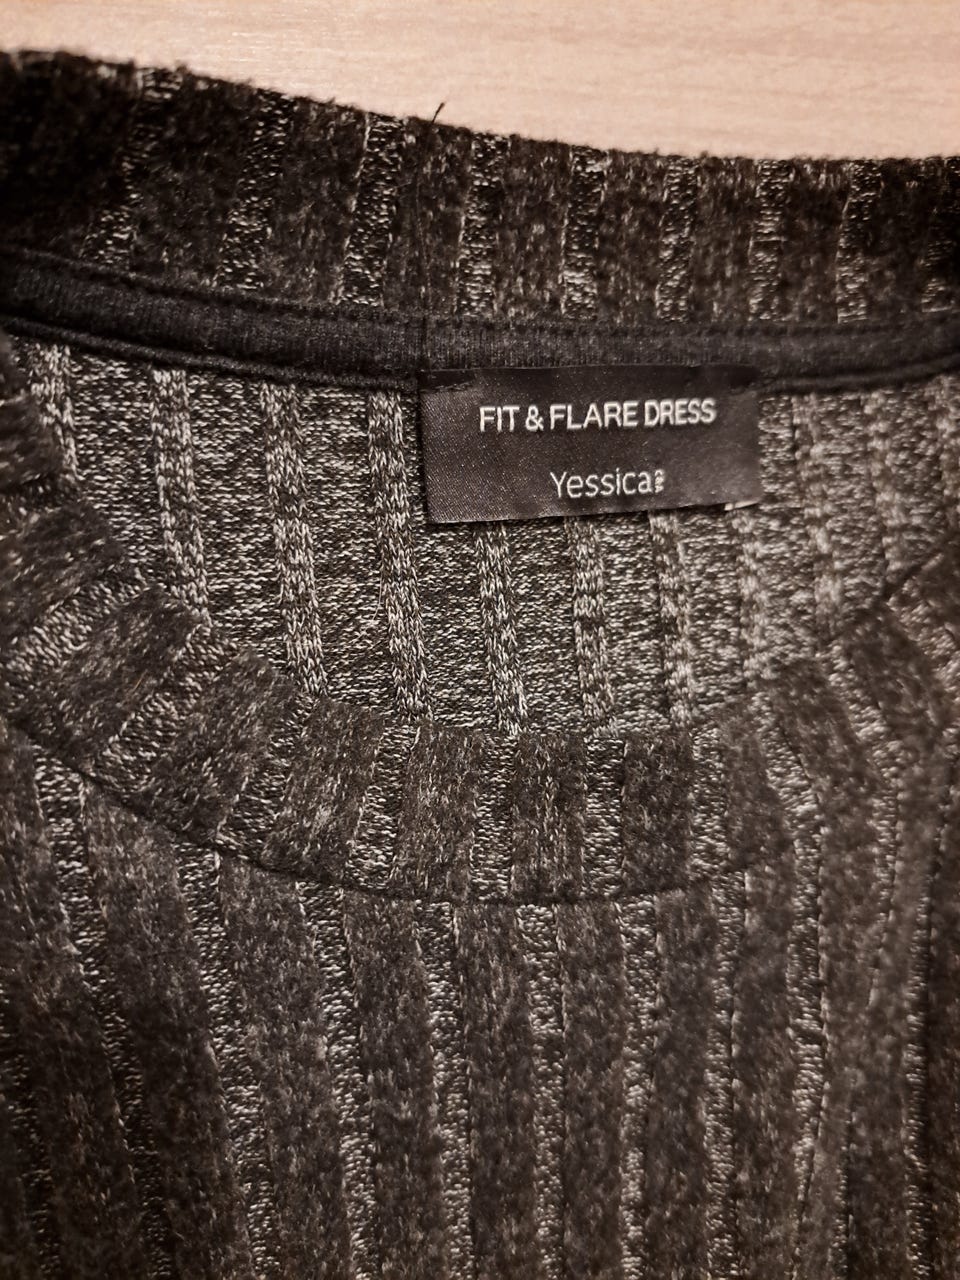 FIT & FLARE DRESS
Yessica